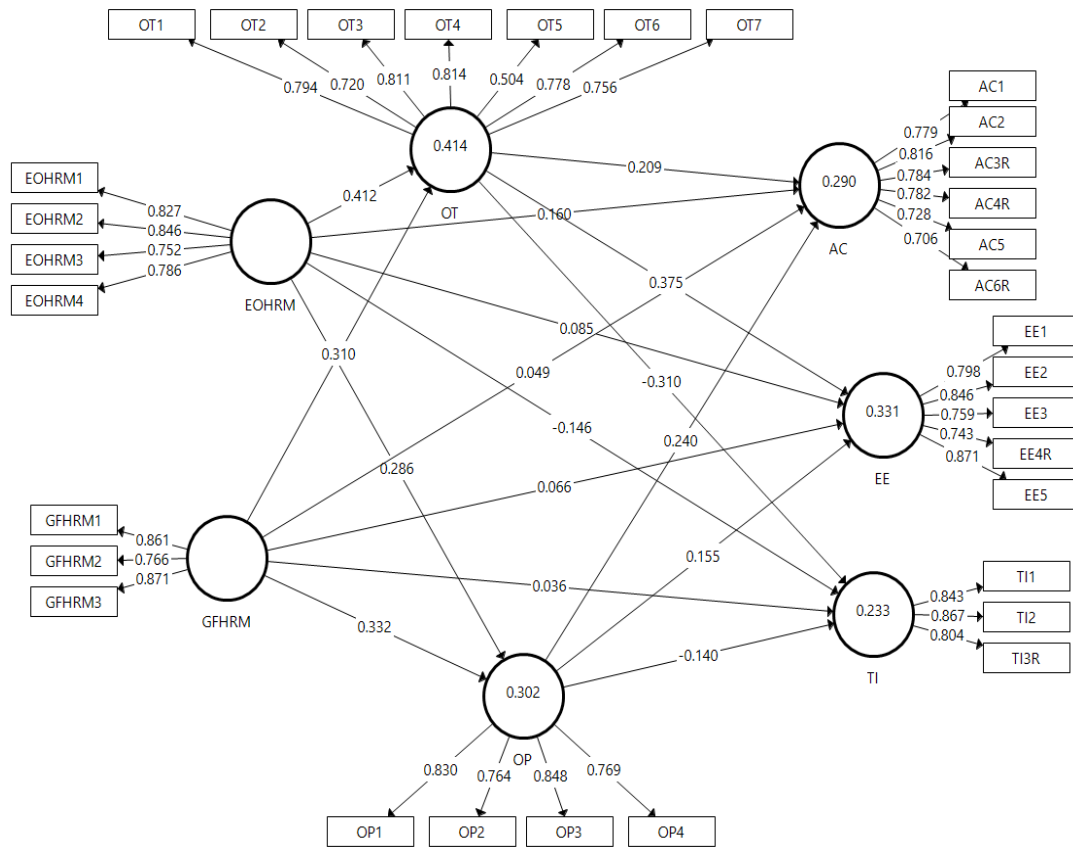 OT1 OT2 OT3 OT4 OT5 OT6 OT7
0.794 0.720 0.811 0.814 0.504 0.778 0.756
0.414
OT
EOHRM1
EOHRM2
EOHRM3
EOHRM4
0.827
0.846
0.752
0.786
EOHRM
0.412
0.209
0.160
0.290
AC
0.779
0.816
0.784
0.782
0.728
0.706
AC1
AC2
AC3R
AC4R
AC5
AC6R
0.375
0.085
0.310
0.049
-0.310
-0.146
0.240
0.286
0.066
0.331
EE
0.798
0.846
0.759
0.743
0.871
EE1
EE2
EE3
EE4R
EE5
GFHRM1
GFHRM2
GFHRM3
0.861
0.766
0.871
GFHRM
0.155
0.036
0.332
-0.140
0.233
TI
0.843
0.867
0.804
TI1
TI2
TI3R
0.302
OP
0.830 0.764 0.848 0.769
OP1 OP2 OP3 OP4